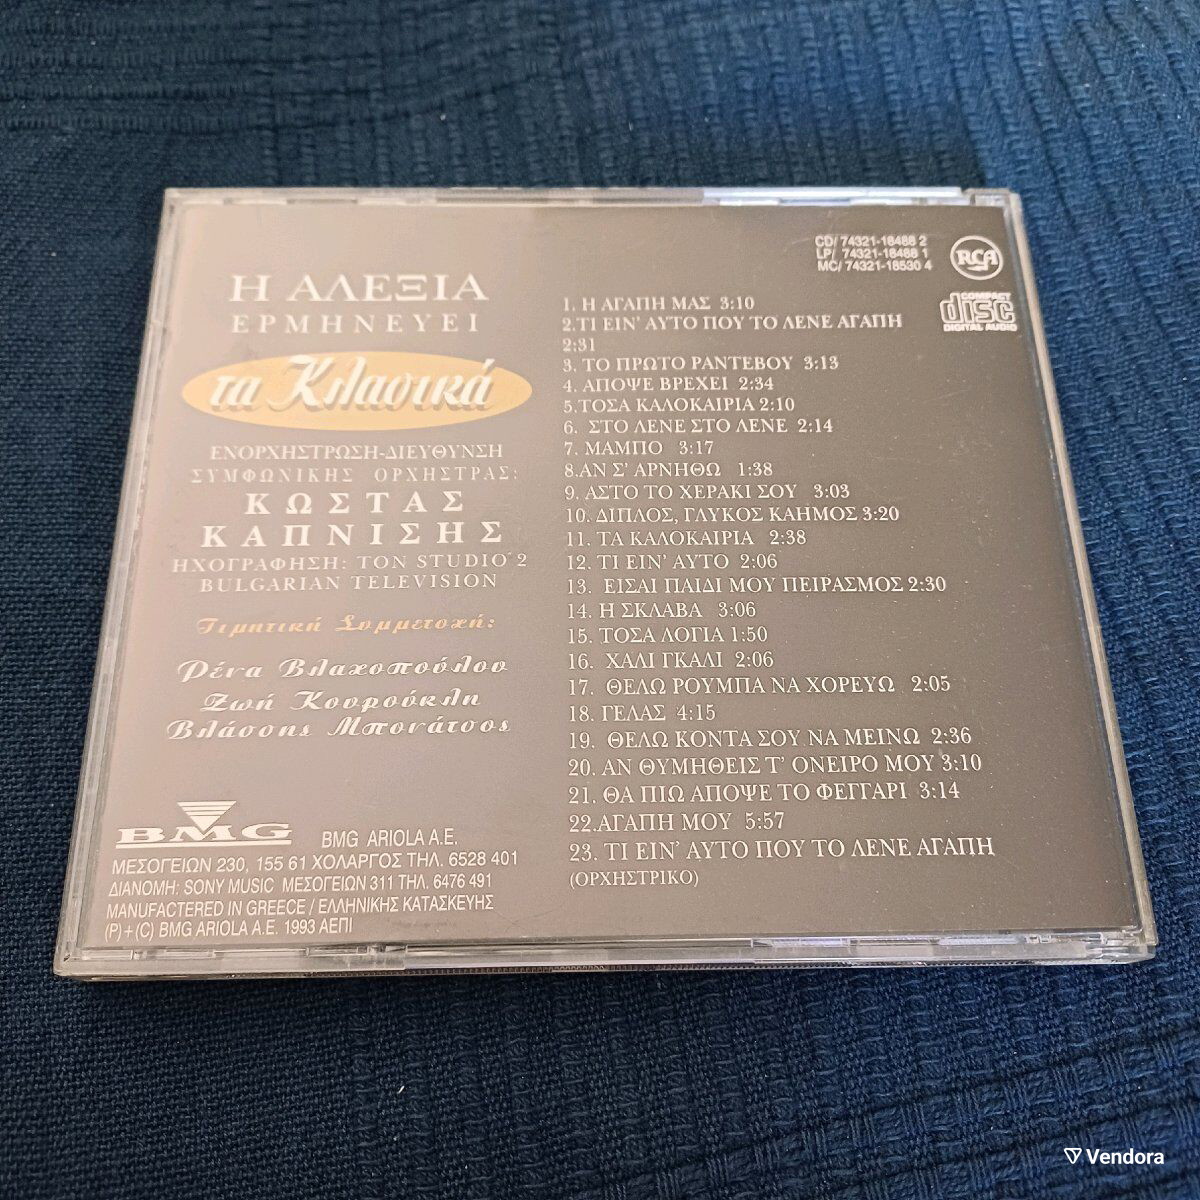 Η ΑΛΕΞΙΑ
ΕΡΜΗΝΕΥΕΙ
τα Κλασικά
ΕΝΟΡΧΗΣΤΡΩΣΗ-ΔΙΕΥΘΥΝΣΗ
ΣΥΜΦΩΝΙΚΗΣ ΟΡΧΗΣΤΡΑΣ:
ΚΩΣΤΑΣ
ΚΑΠΝΙΣΗΣ
ΗΧΟΓΡΑΦΗΣΗ: TON STUDIO 2
BULGARIAN TELEVISION
Τιμητική Συμμετοχή:
Ρένα Βλαχοπούλου
Ζωή Κουρούκλη
Βλάσσης Μπονάτσος
BMG
BMG ARIOLA A.E.
ΜΕΣΟΓΕΙΩΝ 230, 155 61 ΧΟΛΑΡΓΟΣ ΤΗΛ. 6528 401
ΔΙΑΝΟΜΗ: SONY MUSIC ΜΕΣΟΓΕΙΩΝ 311 ΤΗΛ. 6476 491
MANUFACTERED IN GREECE / ΕΛΛΗΝΙΚΗΣ ΚΑΤΑΣΚΕΥΗΣ
(P)+(C) BMG ARIOLA A.E. 1993 ΑΕΠΙ
CD/ 74321-18488 2
LP/ 74321-18488 1
MC/ 74321-18530 4
RCA
COMPACT
disc
DIGITAL AUDIO
1. Η ΑΓΑΠΗ ΜΑΣ 3:10
2.ΤΙ ΕΙΝ' ΑΥΤΟ ΠΟΥ ΤΟ ΛΕΝΕ ΑΓΑΠΗ
2:31
3. ΤΟ ΠΡΩΤΟ ΡΑΝΤΕΒΟΥ 3:13
4. ΑΠΟΨΕ ΒΡΕΧΕΙ 2:34
5.ΤΟΣΑ ΚΑΛΟΚΑΙΡΙΑ 2:10
6. ΣΤΟ ΛΕΝΕ ΣΤΟ ΛΕΝΕ 2:14
7. ΜΑΜΠΟ 3:17
8.ΑΝ Σ' ΑΡΝΗΘΩ 1:38
9. ΑΣΤΟ ΤΟ ΧΕΡΑΚΙ ΣΟΥ 3:03
10. ΔΙΠΛΟΣ, ΓΛΥΚΟΣ ΚΑΗΜΟΣ 3:20
11. ΤΑ ΚΑΛΟΚΑΙΡΙΑ 2:38
12. ΤΙ ΕΙΝ' ΑΥΤΟ 2:06
13. ΕΙΣΑΙ ΠΑΙΔΙ ΜΟΥ ΠΕΙΡΑΣΜΟΣ 2:30
14. Η ΣΚΛΑΒΑ 3:06
15. ΤΟΣΑ ΛΟΓΙΑ 1:50
16. ΧΑΛΙ ΓΚΑΛΙ 2:06
17. ΘΕΛΩ ΡΟΥΜΠΑ ΝΑ ΧΟΡΕΥΩ 2:05
18. ΓΕΛΑΣ 4:15
19. ΘΕΛΩ ΚΟΝΤΑ ΣΟΥ ΝΑ ΜΕΙΝΩ 2:36
20. ΑΝ ΘΥΜΗΘΕΙΣ Τ' ΟΝΕΙΡΟ ΜΟΥ 3:10
21. ΘΑ ΠΙΩ ΑΠΟΨΕ ΤΟ ΦΕΓΓΑΡΙ 3:14
22.ΑΓΑΠΗ ΜΟΥ 5:57
23. ΤΙ ΕΙΝ' ΑΥΤΟ ΠΟΥ ΤΟ ΛΕΝΕ ΑΓΑΠΗ
(ΟΡΧΗΣΤΡΙΚΟ)
Vendora